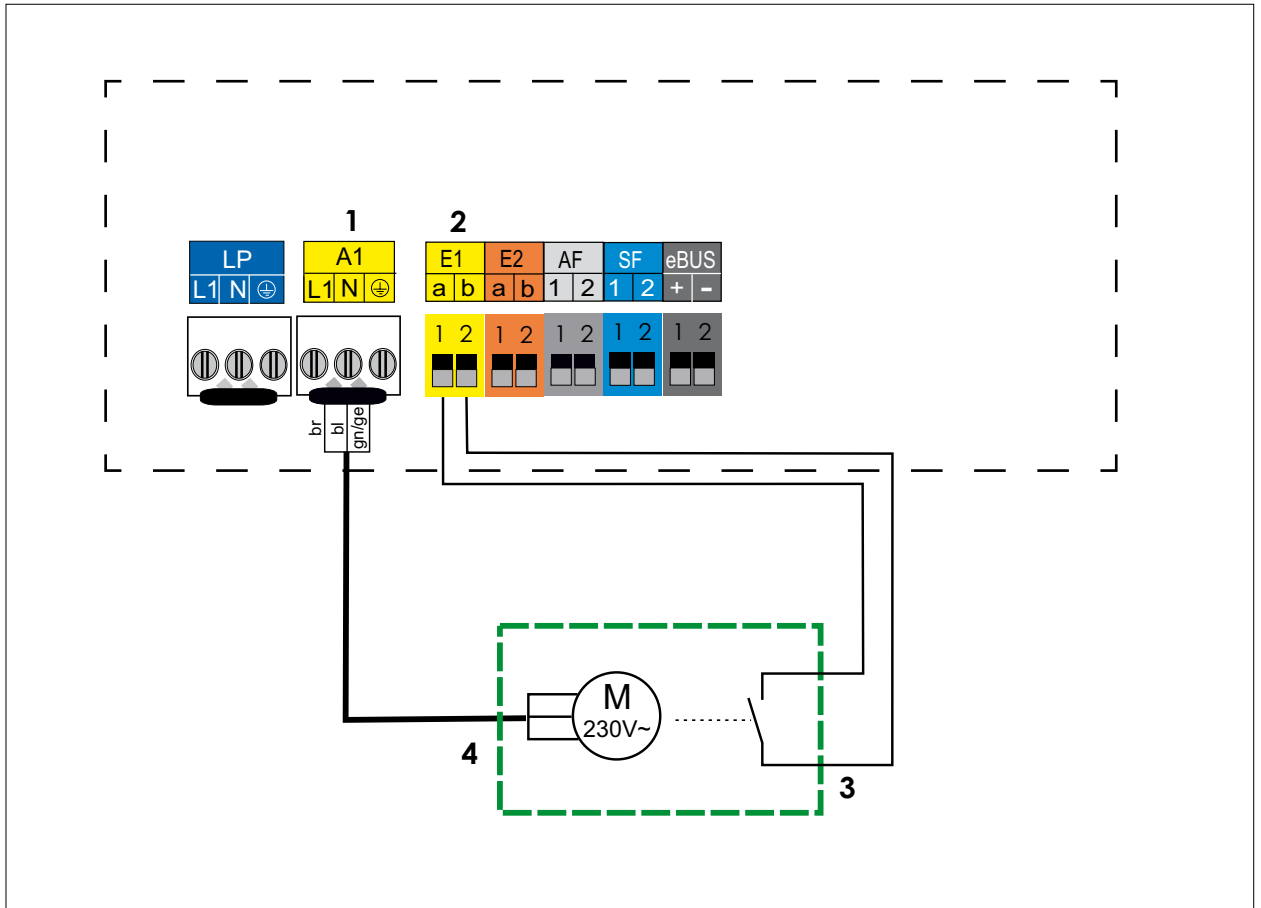 1 2
LP A1 E1 E2 AF SF eBUS
L1 N L1 N a b a b 1 2 1 2 + -
1 2 1 2 1 2 1 2 1 2
br bl gn/ge
M
230V~
4
3